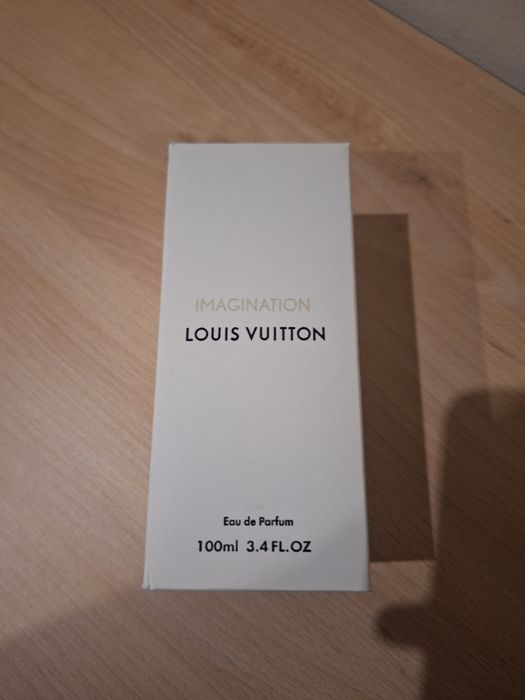 IMAGINATION
LOUIS VUITTON
Eau de Parfum
100ml 3.4 FL.OZ